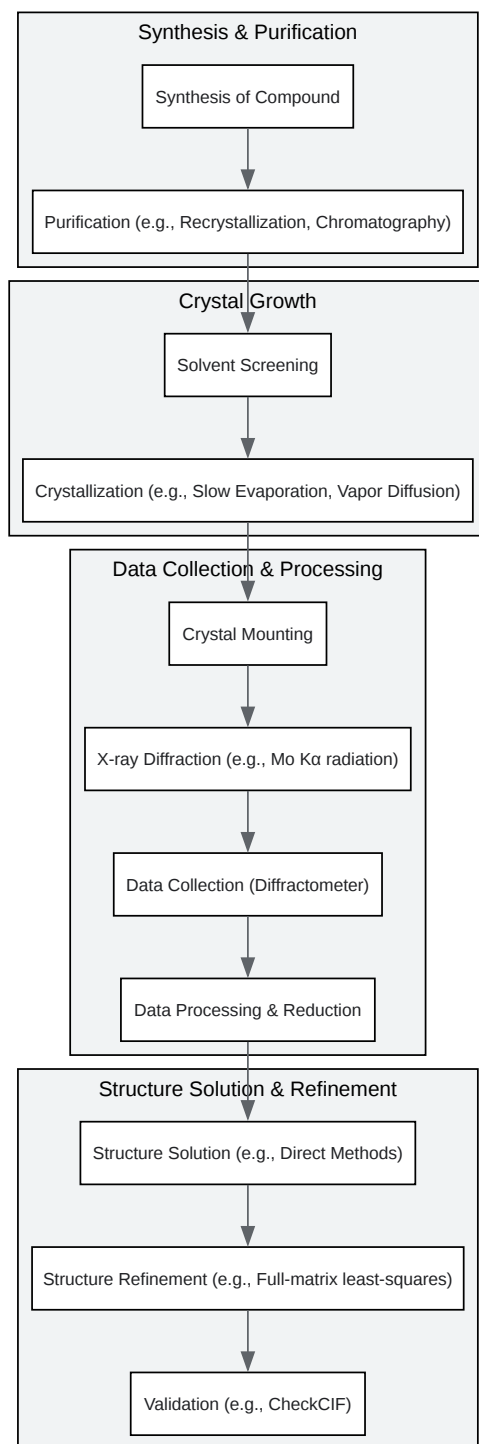 Synthesis & Purification
Synthesis of Compound
Purification (e.g., Recrystallization, Chromatography)
Crystal Growth
Solvent Screening
Crystallization (e.g., Slow Evaporation, Vapor Diffusion)
Data Collection & Processing
Crystal Mounting
X-ray Diffraction (e.g., Mo Kα radiation)
Data Collection (Diffractometer)
Data Processing & Reduction
Structure Solution & Refinement
Structure Solution (e.g., Direct Methods)
Structure Refinement (e.g., Full-matrix least-squares)
Validation (e.g., CheckCIF)